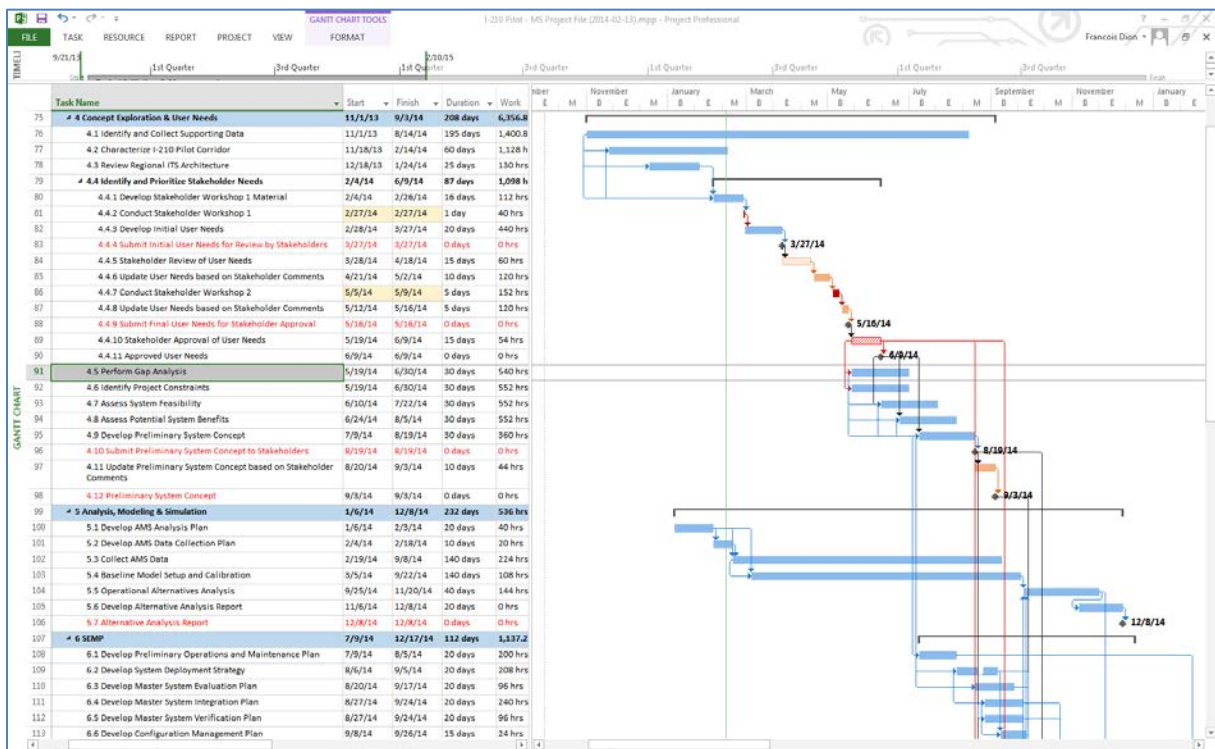 GANTT CHART TOOLS I-210 Pilot - MS Project File (2014-02-13).mpp - Project Professional
FILE TASK RESOURCE REPORT PROJECT VIEW FORMAT Francois Dion
TIMELI 9/21/13 2/10/15
1st Quarter 3rd Quarter 1st Quarter 3rd Quarter 1st Quarter 3rd Quarter 1st Quarter 3rd Quarter
Task Name Start Finish Duration Work
November January March May July September November January
B E M B E M B E M B E M B E M B E M B E M B E
75 4 Concept Exploration & User Needs 11/1/13 9/3/14 208 days 6,356.8
76 4.1 Identify and Collect Supporting Data 11/1/13 8/14/14 195 days 1,400.8
77 4.2 Characterize I-210 Pilot Corridor 11/18/13 2/14/14 60 days 1,128 h
78 4.3 Review Regional ITS Architecture 12/18/13 1/24/14 25 days 130 hrs
79 4.4 Identify and Prioritize Stakeholder Needs 2/4/14 6/9/14 87 days 1,098 h
80 4.4.1 Develop Stakeholder Workshop 1 Material 2/4/14 2/26/14 16 days 112 hrs
81 4.4.2 Conduct Stakeholder Workshop 1 2/27/14 2/27/14 1 day 40 hrs
82 4.4.3 Develop Initial User Needs 2/28/14 3/27/14 20 days 440 hrs
83 4.4.4 Submit Initial User Needs for Review by Stakeholders 3/27/14 3/27/14 0 days 0 hrs 3/27/14
84 4.4.5 Stakeholder Review of User Needs 3/28/14 4/18/14 15 days 60 hrs
85 4.4.6 Update User Needs based on Stakeholder Comments 4/21/14 5/2/14 10 days 120 hrs
86 4.4.7 Conduct Stakeholder Workshop 2 5/5/14 5/9/14 5 days 152 hrs
87 4.4.8 Update User Needs based on Stakeholder Comments 5/12/14 5/16/14 5 days 120 hrs
88 4.4.9 Submit Final User Needs for Stakeholder Approval 5/16/14 5/16/14 0 days 0 hrs 5/16/14
89 4.4.10 Stakeholder Approval of User Needs 5/19/14 6/9/14 15 days 54 hrs
90 4.4.11 Approved User Needs 6/9/14 6/9/14 0 days 0 hrs 6/9/14
91 4.5 Perform Gap Analysis 5/19/14 6/30/14 30 days 540 hrs
92 4.6 Identify Project Constraints 5/19/14 6/30/14 30 days 552 hrs
93 4.7 Assess System Feasibility 6/10/14 7/22/14 30 days 552 hrs
94 4.8 Assess Potential System Benefits 6/24/14 8/5/14 30 days 552 hrs
95 4.9 Develop Preliminary System Concept 7/9/14 8/19/14 30 days 360 hrs
96 4.10 Submit Preliminary System Concept to Stakeholders 8/19/14 8/19/14 0 days 0 hrs 8/19/14
97 4.11 Update Preliminary System Concept based on Stakeholder 8/20/14 9/3/14 10 days 44 hrs
Comments
98 4.12 Preliminary System Concept 9/3/14 9/3/14 0 days 0 hrs 9/3/14
99 5 Analysis, Modeling & Simulation 1/6/14 12/8/14 232 days 536 hrs
100 5.1 Develop AMS Analysis Plan 1/6/14 2/3/14 20 days 40 hrs
101 5.2 Develop AMS Data Collection Plan 2/4/14 2/18/14 10 days 20 hrs
102 5.3 Collect AMS Data 2/19/14 9/8/14 140 days 224 hrs
103 5.4 Baseline Model Setup and Calibration 3/5/14 9/22/14 140 days 108 hrs
104 5.5 Operational Alternatives Analysis 9/25/14 11/20/14 40 days 144 hrs
105 5.6 Develop Alternative Analysis Report 11/6/14 12/8/14 20 days 0 hrs
106 5.7 Alternative Analysis Report 12/8/14 12/8/14 0 days 0 hrs 12/8/14
107 6 SEMP 7/9/14 12/17/14 112 days 1,137.2
108 6.1 Develop Preliminary Operations and Maintenance Plan 7/9/14 8/5/14 20 days 200 hrs
109 6.2 Develop System Deployment Strategy 8/6/14 9/5/14 20 days 208 hrs
110 6.3 Develop Master System Evaluation Plan 8/20/14 9/17/14 20 days 96 hrs
111 6.4 Develop Master System Integration Plan 8/27/14 9/24/14 20 days 240 hrs
112 6.5 Develop Master System Verification Plan 8/27/14 9/24/14 20 days 96 hrs
113 6.6 Develop Configuration Management Plan 9/8/14 9/26/14 15 days 24 hrs
GANTT CHART